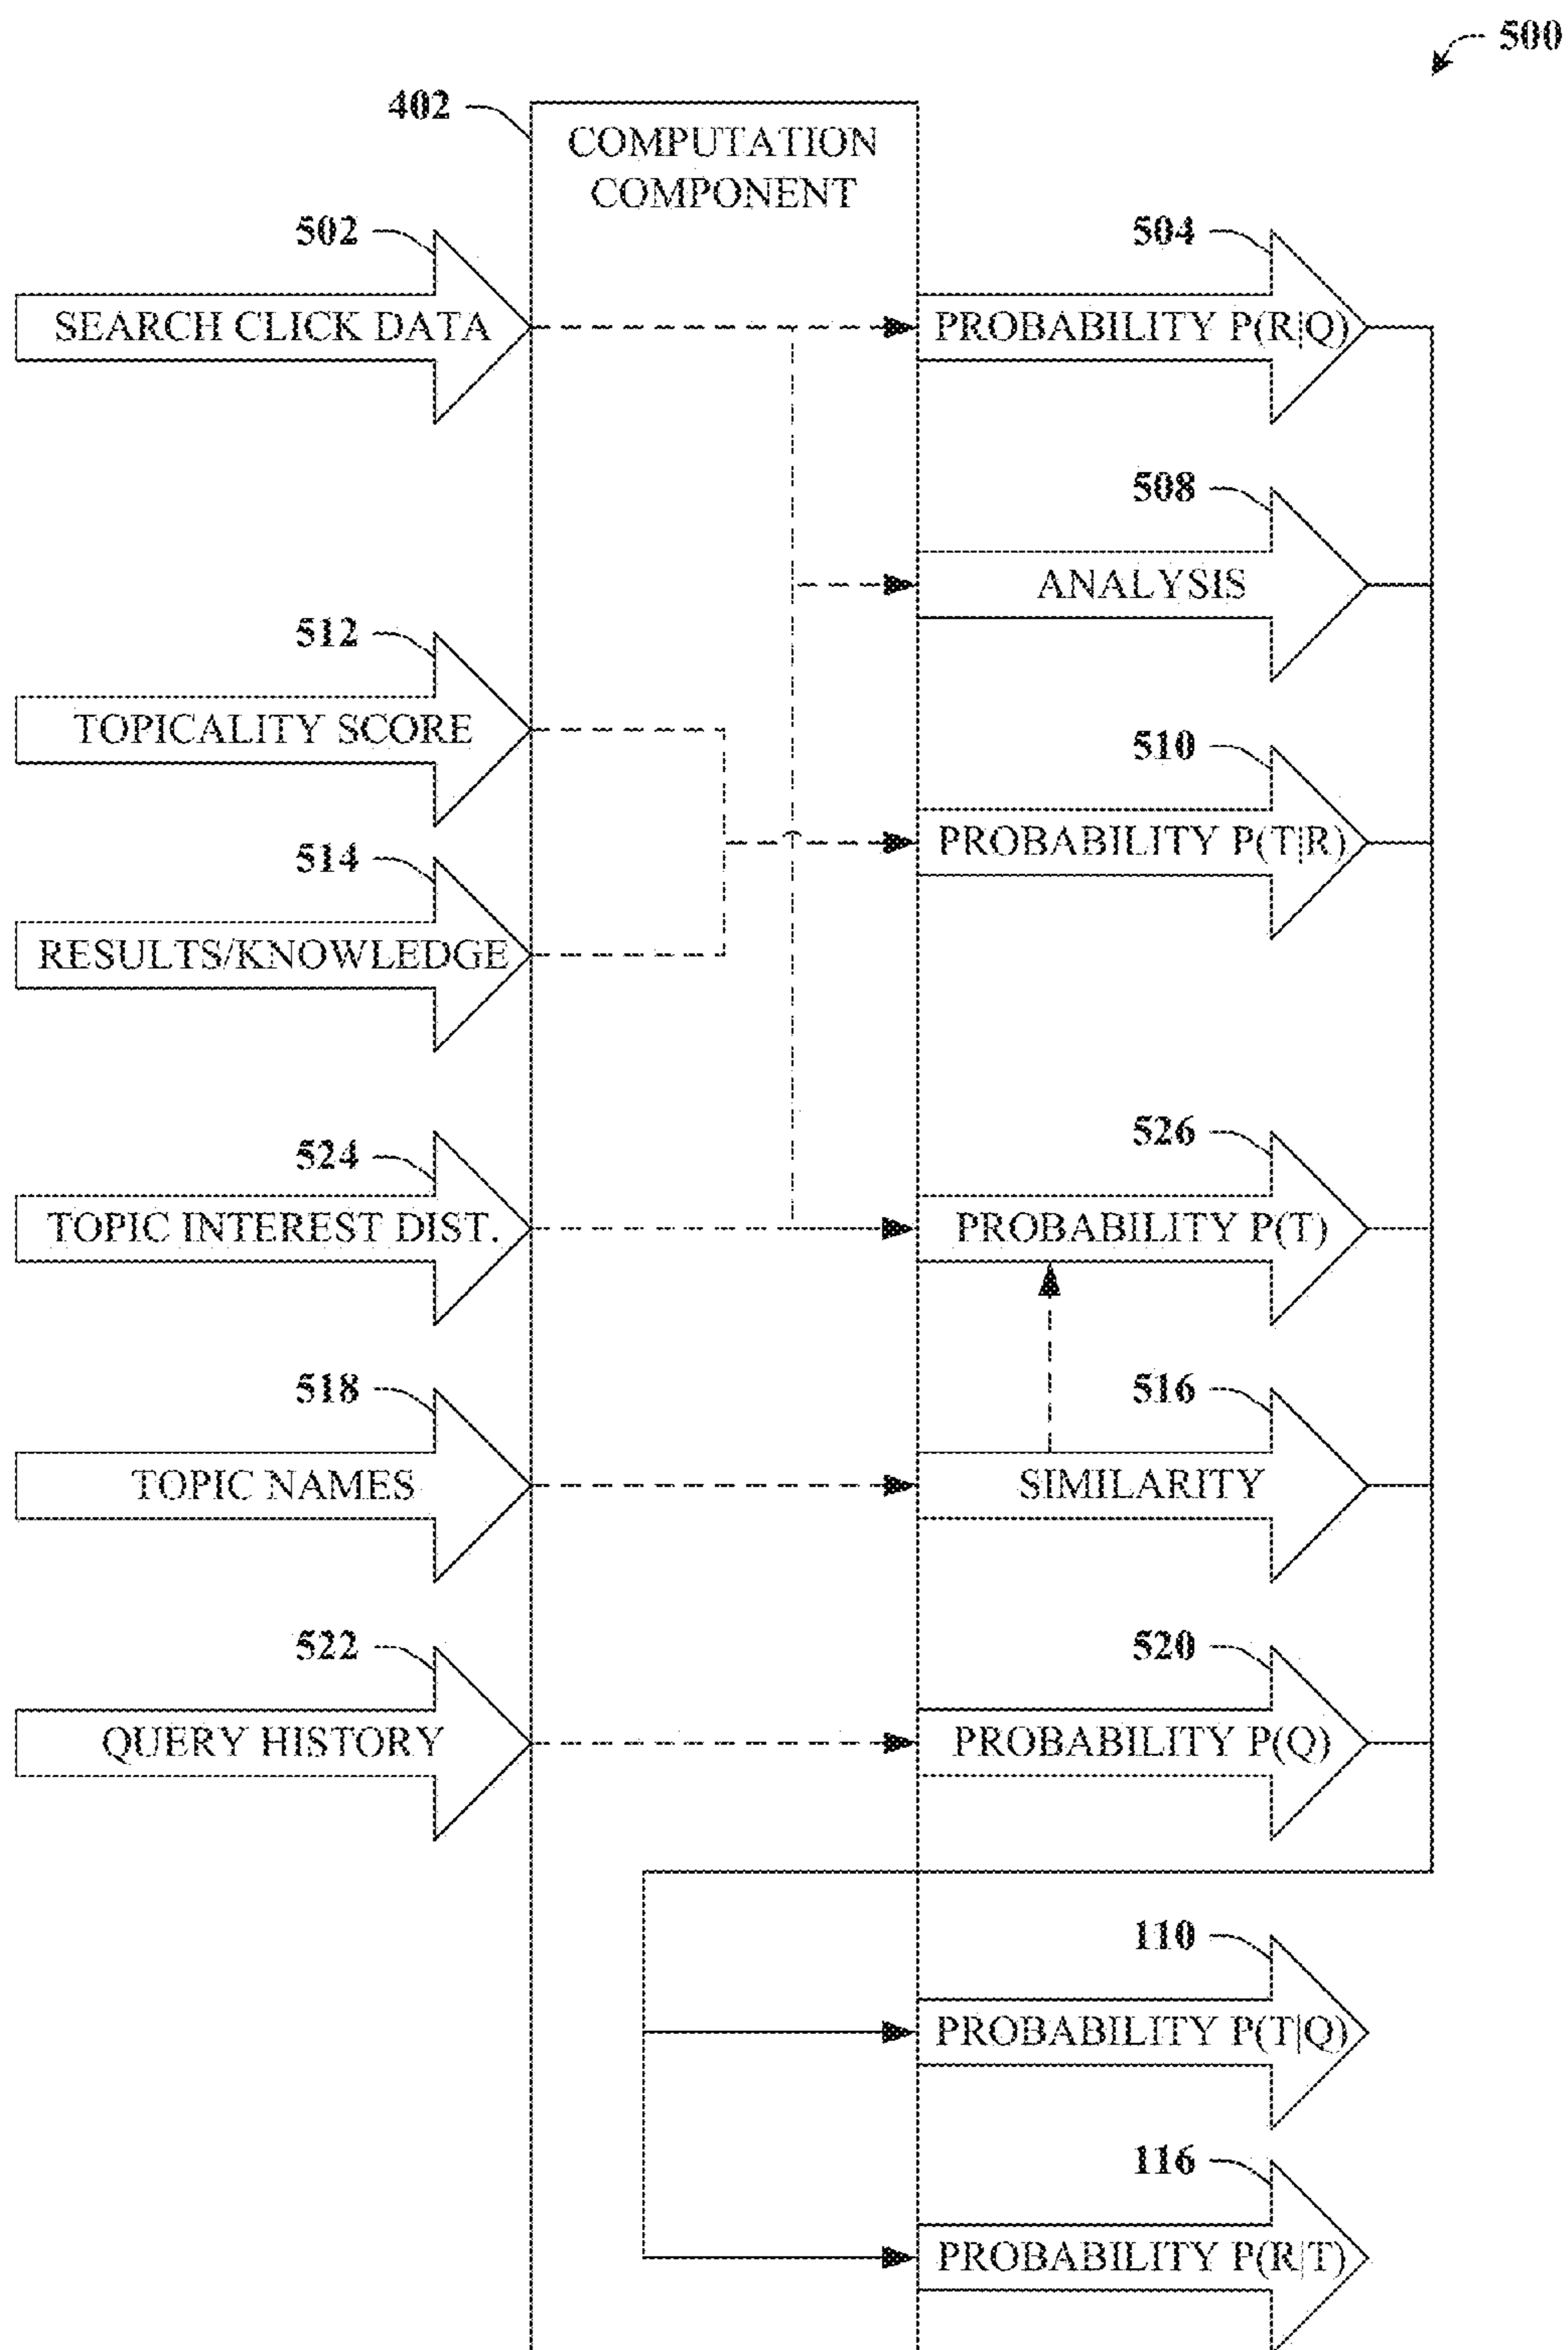 500
402
COMPUTATION
COMPONENT
502
504
SEARCH CLICK DATA
PROBABILITY P(R|Q)
508
ANALYSIS
512
TOPICALITY SCORE
510
PROBABILITY P(T|R)
514
RESULTS/KNOWLEDGE
524
526
TOPIC INTEREST DIST.
PROBABILITY P(T)
518
516
TOPIC NAMES
SIMILARITY
522
520
QUERY HISTORY
PROBABILITY P(Q)
110
PROBABILITY P(T|Q)
116
PROBABILITY P(R|T)